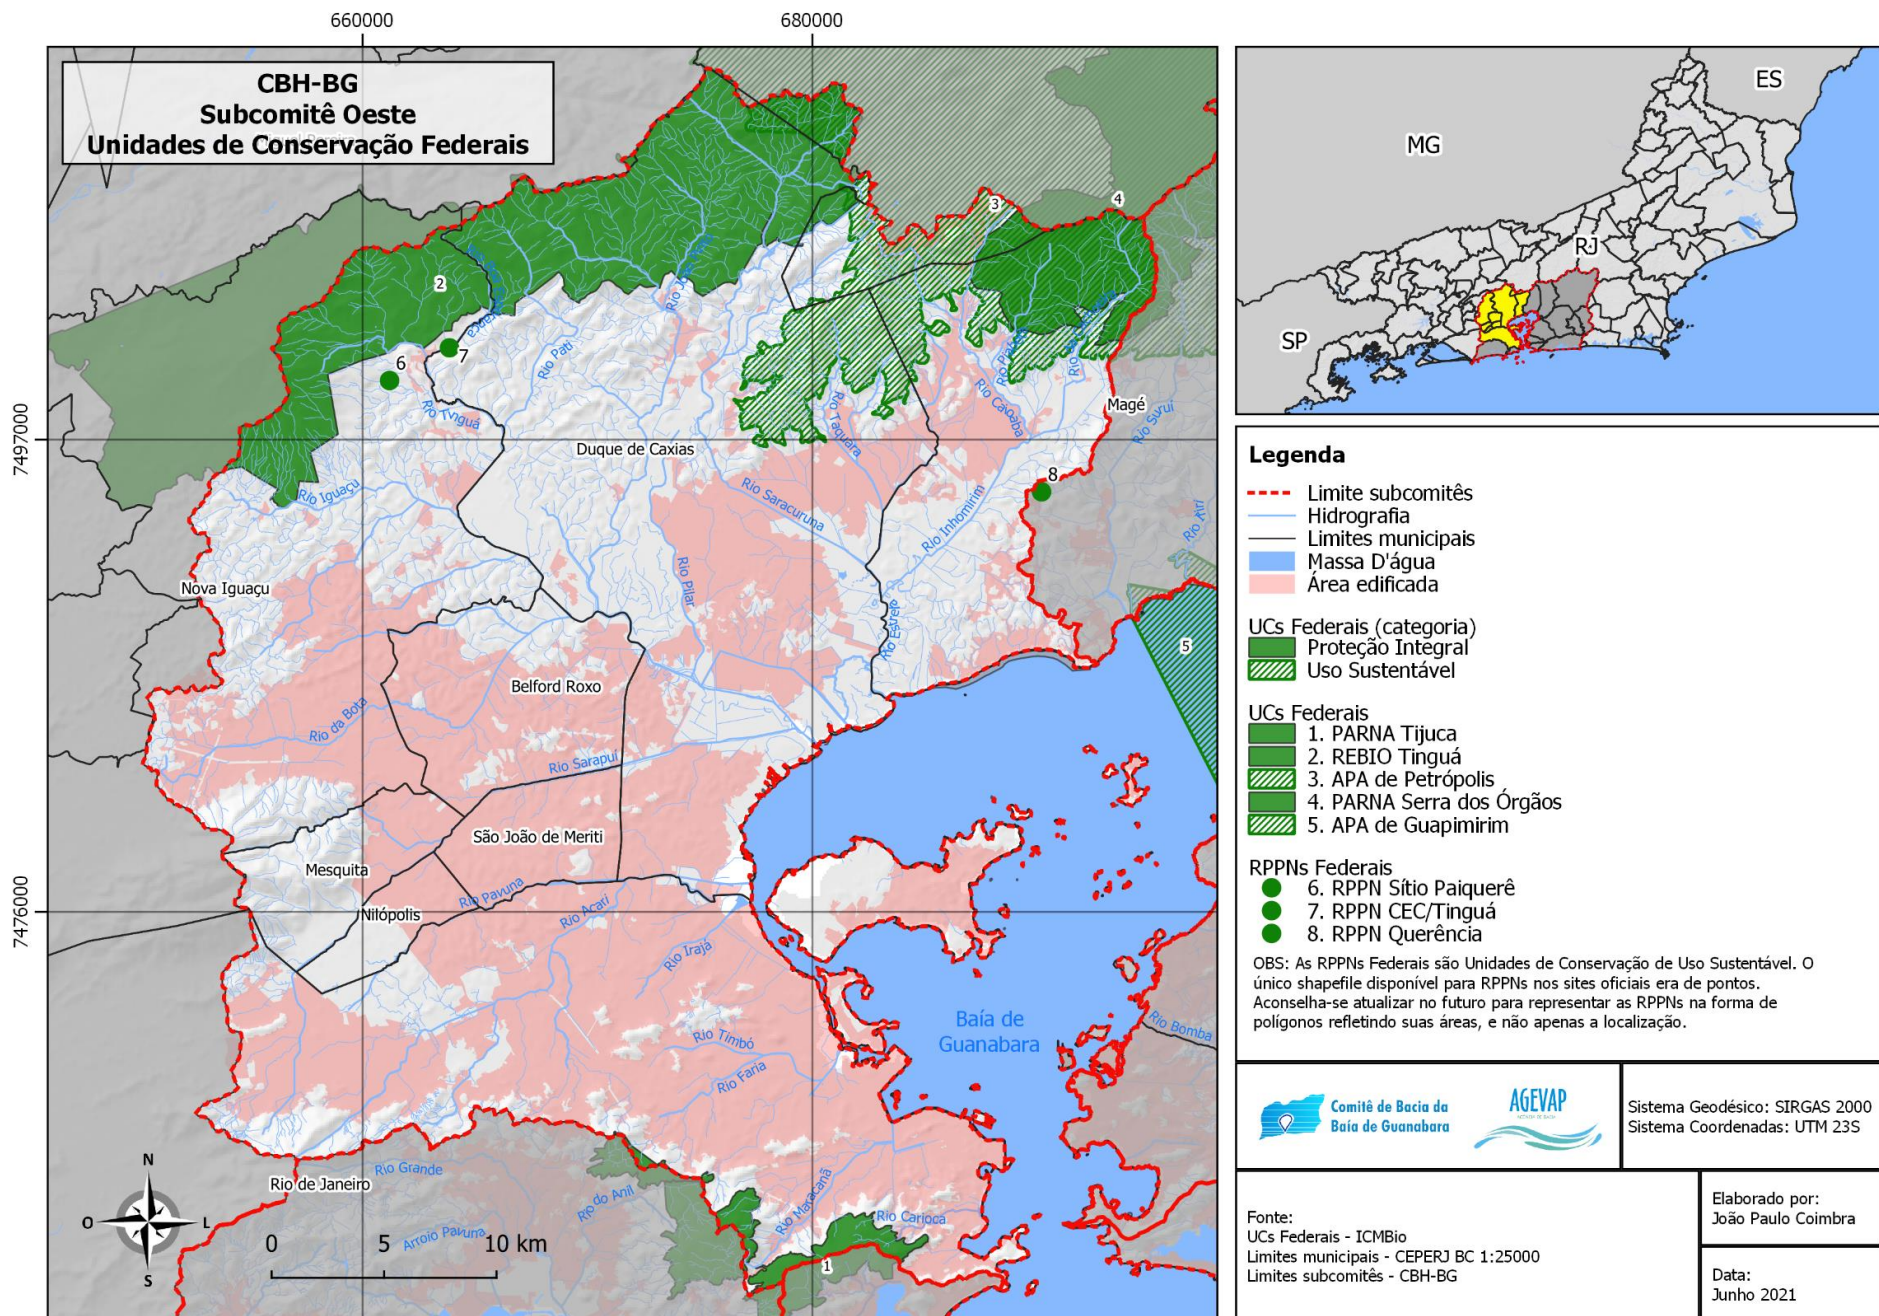 660000
680000
7497000
7476000
CBH-BG
Subcomitê Oeste
Unidades de Conservação Federais
2
3
4
5
6
7
8
1
Rio Pati
Rio Tinguá
Rio Iguaçu
Duque de Caxias
Rio Taquara
Rio Saracuruna
Rio Inhomirim
Magé
Rio Suruí
Rio Pilar
Rio Estrela
Nova Iguaçu
Belford Roxo
Rio da Bota
Rio Sarapuí
São João de Meriti
Mesquita
Nilópolis
Rio Pavuna
Rio Acari
Rio Irajá
Baía de
Guanabara
Rio Bomba
Rio Timbó
Rio Faria
Rio de Janeiro
Rio Grande
Rio do Anil
Arroio Pavuna
Rio Maracanã
Rio Carioca
N
O
L
S
0
5
10 km
ES
MG
RJ
SP
Legenda
Limite subcomitês
Hidrografia
Limites municipais
Massa D'água
Área edificada
UCs Federais (categoria)
Proteção Integral
Uso Sustentável
UCs Federais
1. PARNA Tijuca
2. REBIO Tinguá
3. APA de Petrópolis
4. PARNA Serra dos Órgãos
5. APA de Guapimirim
RPPNs Federais
6. RPPN Sítio Paiquerê
7. RPPN CEC/Tinguá
8. RPPN Querência
OBS: As RPPNs Federais são Unidades de Conservação de Uso Sustentável. O
único shapefile disponível para RPPNs nos sites oficiais era de pontos.
Aconselha-se atualizar no futuro para representar as RPPNs na forma de
polígonos refletindo suas áreas, e não apenas a localização.
Comitê de Bacia da
Baía de Guanabara
AGEVAP
Sistema Geodésico: SIRGAS 2000
Sistema Coordenadas: UTM 23S
Fonte:
UCs Federais - ICMBio
Limites municipais - CEPERJ BC 1:25000
Limites subcomitês - CBH-BG
Elaborado por:
João Paulo Coimbra
Data:
Junho 2021